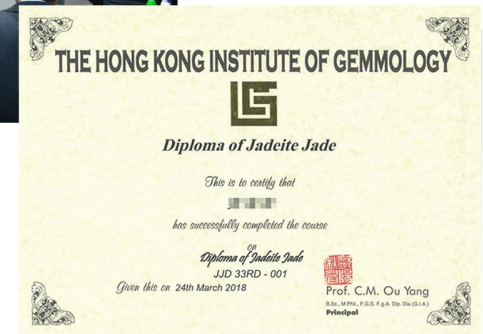 THE HONG KONG INSTITUTE OF GEMMOLOGY
Diploma of Jadeite Jade
This is to certify that
has successfully completed the course
on
Diploma of Jadeite Jade
JJD 33RD - 001
Given this on 24th March 2018
Prof. C.M. Ou Yang
B.Sc., M.Phil., F.G.S. F.g.A. Dip. Dia (G.I.A)
Principal